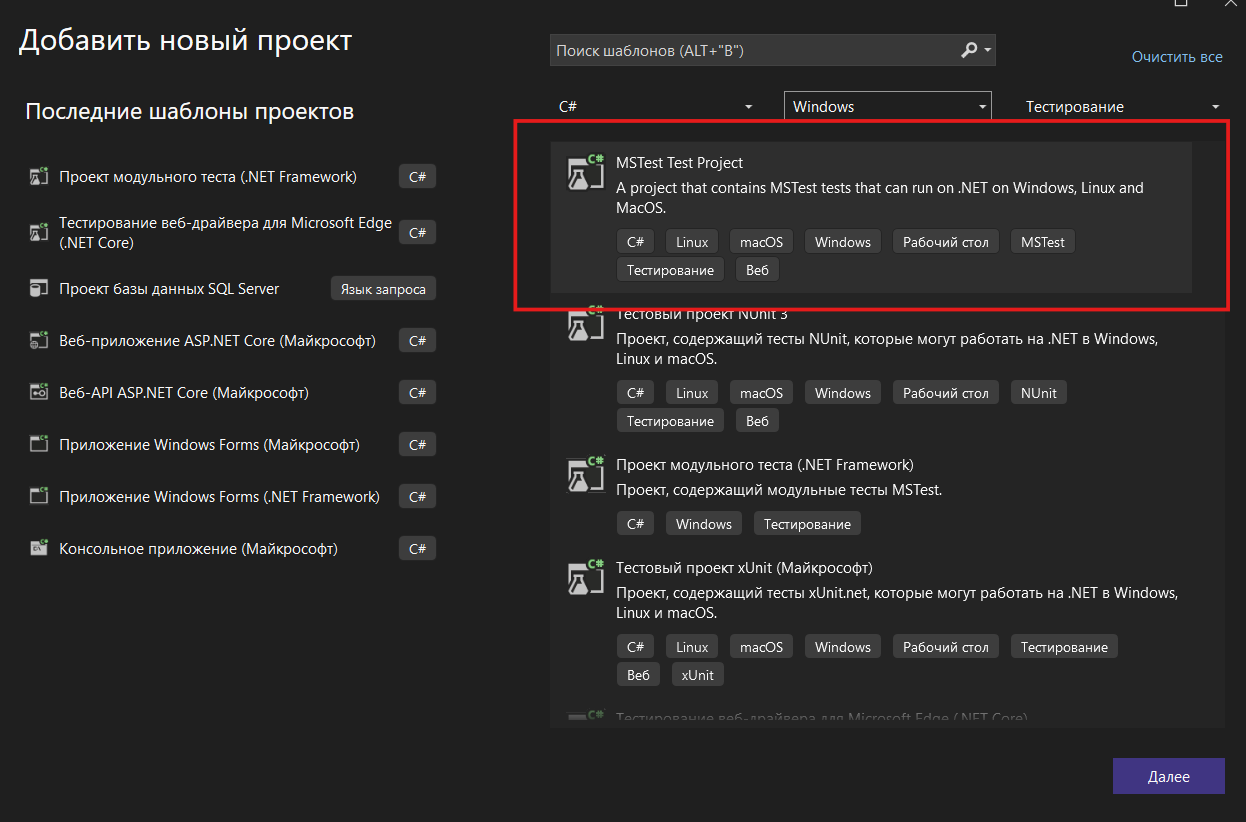 Добавить новый проект
Поиск шаблонов (ALT+"В")
Очистить все
Последние шаблоны проектов
C#
Windows
Тестирование
Проект модульного теста (.NET Framework)
C#
Тестирование веб-драйвера для Microsoft Edge
(.NET Core)
C#
Проект базы данных SQL Server
Язык запроса
Веб-приложение ASP.NET Core (Майкрософт)
C#
Веб-API ASP.NET Core (Майкрософт)
C#
Приложение Windows Forms (Майкрософт)
C#
Приложение Windows Forms (.NET Framework)
C#
Консольное приложение (Майкрософт)
C#
MSTest Test Project
A project that contains MSTest tests that can run on .NET on Windows, Linux and
MacOS.
C# Linux macOS Windows Рабочий стол MSTest
Тестирование Веб
Тестовый проект NUnit 3
Проект, содержащий тесты NUnit, которые могут работать на .NET в Windows,
Linux и macOS.
C# Linux macOS Windows Рабочий стол NUnit
Тестирование Веб
Проект модульного теста (.NET Framework)
Проект, содержащий модульные тесты MSTest.
C# Windows Тестирование
Тестовый проект xUnit (Майкрософт)
Проект, содержащий тесты xUnit.net, которые могут работать на .NET в Windows,
Linux и macOS.
C# Linux macOS Windows Рабочий стол Тестирование
Веб xUnit
Тестирование веб-драйвера для Microsoft Edge (.NET Core)
Далее